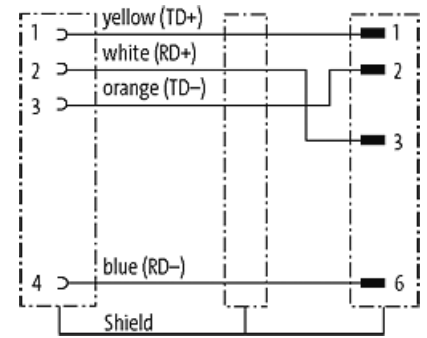 1 yellow (TD+) 1
2 white (RD+) 2
3 orange (TD–)
3
4 blue (RD–) 6
Shield